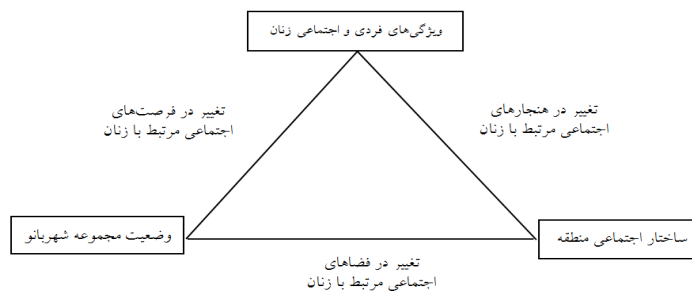 ویژگی‌های فردی و اجتماعی زنان
تغییر در هنجارهای
اجتماعی مرتبط با زنان
تغییر در فرصت‌های
اجتماعی مرتبط با زنان
ساختار اجتماعی منطقه
وضعیت مجموعه شهربانو
تغییر در فضاهای
اجتماعی مرتبط با زنان